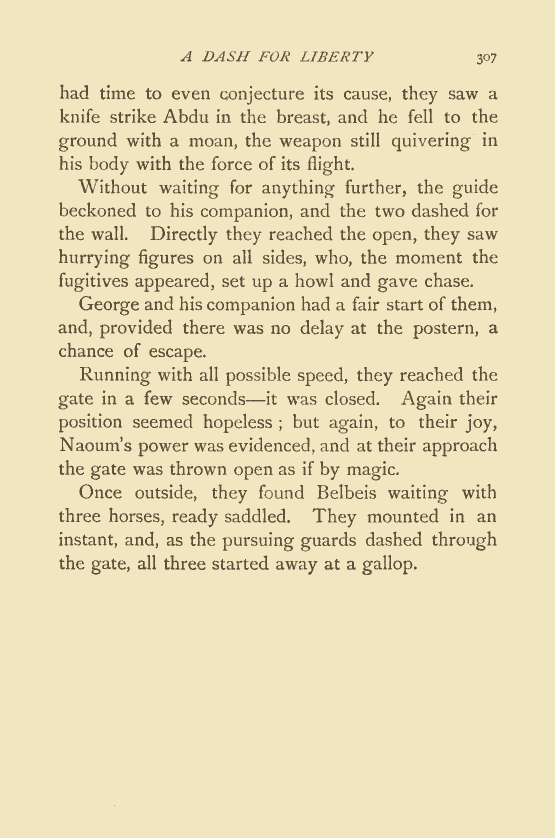 A DASH FOR LIBERTY 307
had time to even conjecture its cause, they saw a
knife strike Abdu in the breast, and he fell to the
ground with a moan, the weapon still quivering in
his body with the force of its flight.
Without waiting for anything further, the guide
beckoned to his companion, and the two dashed for
the wall. Directly they reached the open, they saw
hurrying figures on all sides, who, the moment the
fugitives appeared, set up a howl and gave chase.
George and his companion had a fair start of them,
and, provided there was no delay at the postern, a
chance of escape.
Running with all possible speed, they reached the
gate in a few seconds—it was closed. Again their
position seemed hopeless ; but again, to their joy,
Naoum's power was evidenced, and at their approach
the gate was thrown open as if by magic.
Once outside, they found Belbeis waiting with
three horses, ready saddled. They mounted in an
instant, and, as the pursuing guards dashed through
the gate, all three started away at a gallop.